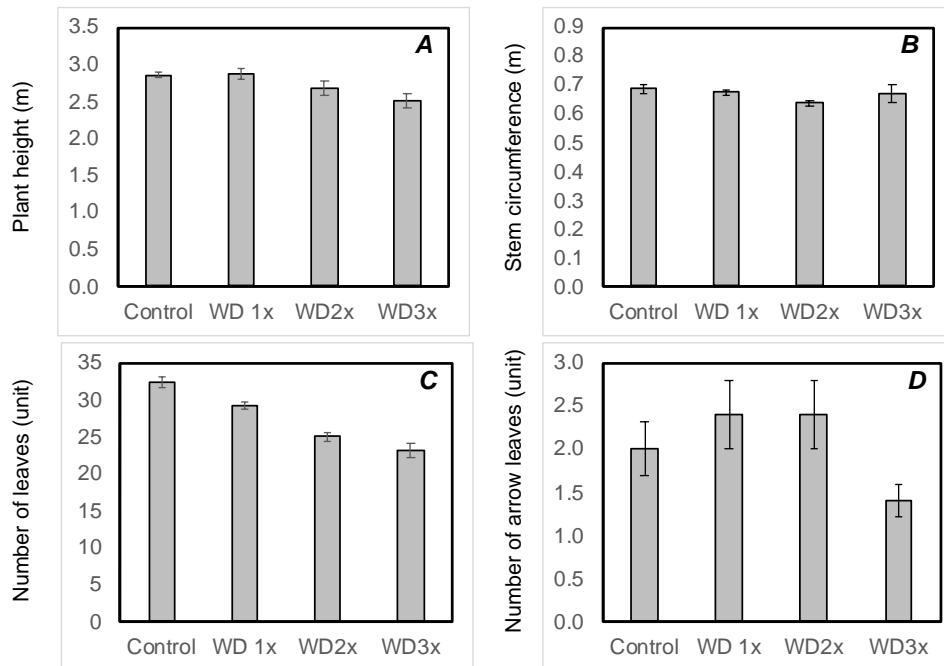 A
Plant height (m)
3.5
3.0
2.5
2.0
1.5
1.0
0.5
0.0
Control WD 1x WD2x WD3x
B
Stem circumference (m)
0.9
0.8
0.7
0.6
0.5
0.4
0.3
0.2
0.1
0.0
Control WD 1x WD2x WD3x
C
Number of leaves (unit)
35
30
25
20
15
10
5
0
Control WD 1x WD2x WD3x
D
Number of arrow leaves (unit)
3.0
2.5
2.0
1.5
1.0
0.5
0.0
Control WD 1x WD2x WD3x